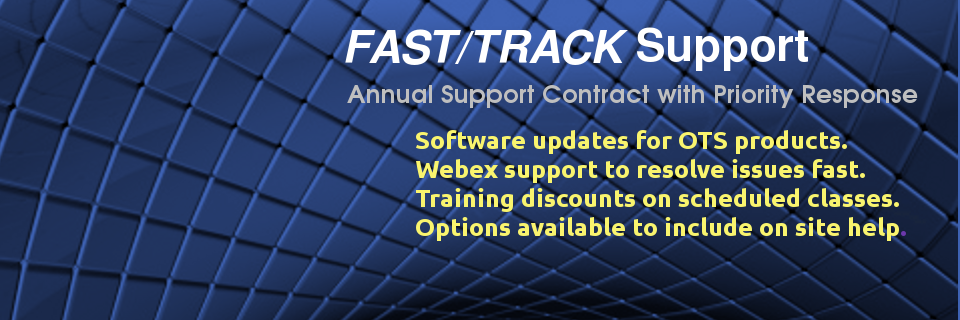 FAST/TRACK Support
Annual Support Contract with Priority Response
Software updates for OTS products.
Webex support to resolve issues fast.
Training discounts on scheduled classes.
Options available to include on site help.